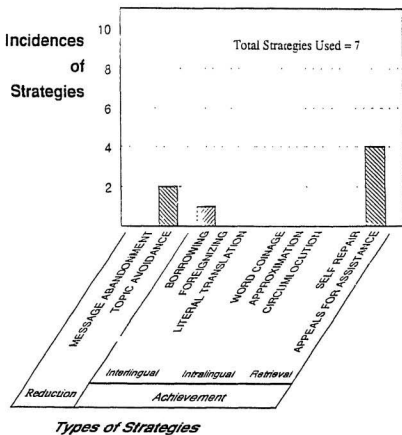 Incidences
of
Strategies
10
8
6
4
2
Total Strategies Used = 7
MESSAGE ABANDONMENT
TOPIC AVOIDANCE
BORROWING
FOREIGNIZING
LITERAL TRANSLATION
WORD COINAGE
APPROXIMATION
CIRCUMLOCUTION
SELF REPAIR
APPEALS FOR ASSISTANCE
Interlingual Intralingual Retrieval
Reduction Achievement
Types of Strategies